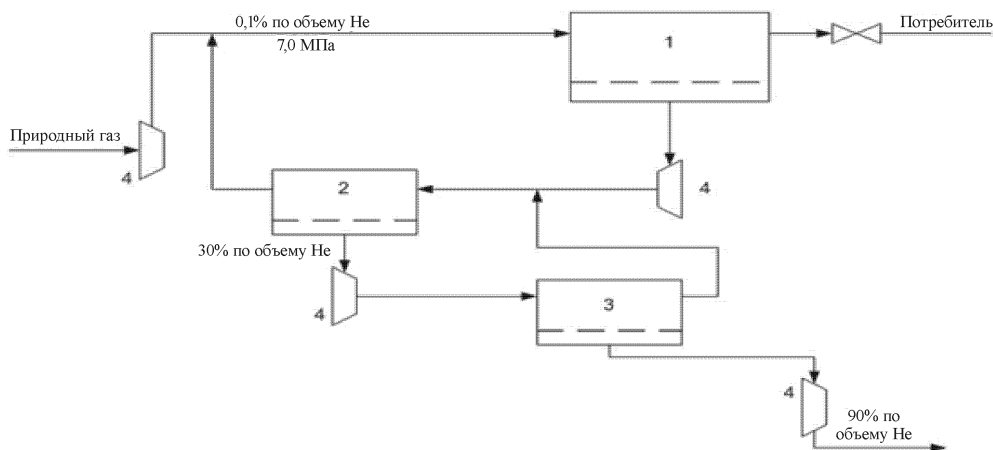 0,1% по объему Не
7,0 МПа
Потребитель
1
Природный газ
4
4
2
30% по объему Не
3
4
4
90% по
объему Не